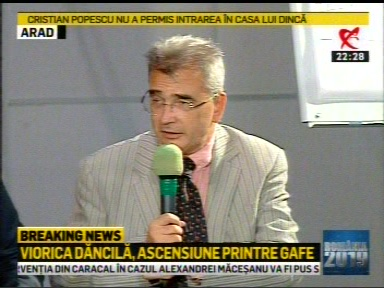 CRISTIAN POPESCU NU A PERMIS INTRAREA ÎN CASA LUI DINCĂ
ARAD
22:28
BREAKING NEWS
VIORICA DĂNCILĂ, ASCENSIUNE PRINTRE GAFE
ROMÂNIA 2019
RVENȚIA DIN CARACAL ÎN CAZUL ALEXANDREI MĂCEȘANU VA FI PUS S